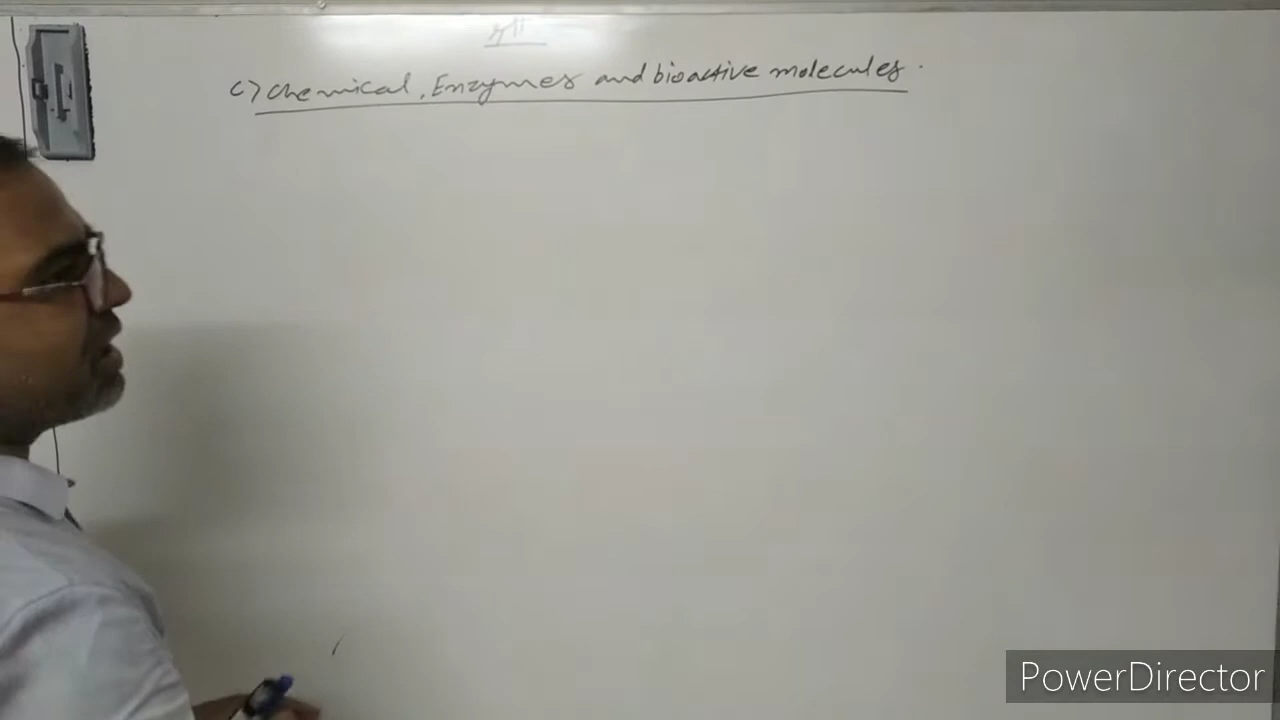 c) chemical, Enzymes and bioactive molecules.
PowerDirector